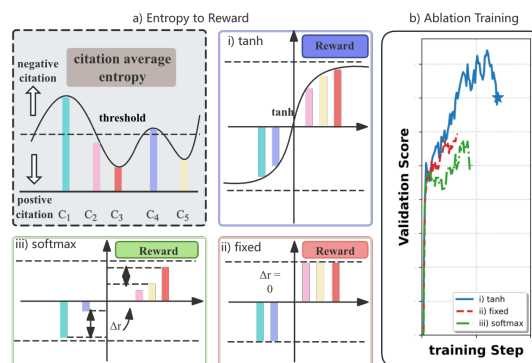 a) Entropy to Reward
b) Ablation Training
citation average
entropy
negative
citation
threshold
postive
citation
C1
C2
C3
C4
C5
i) tanh
Reward
tanh
iii) softmax
Reward
Δr
ii) fixed
Reward
Δr =
0
Validation Score
i) tanh
ii) fixed
iii) softmax
training Step